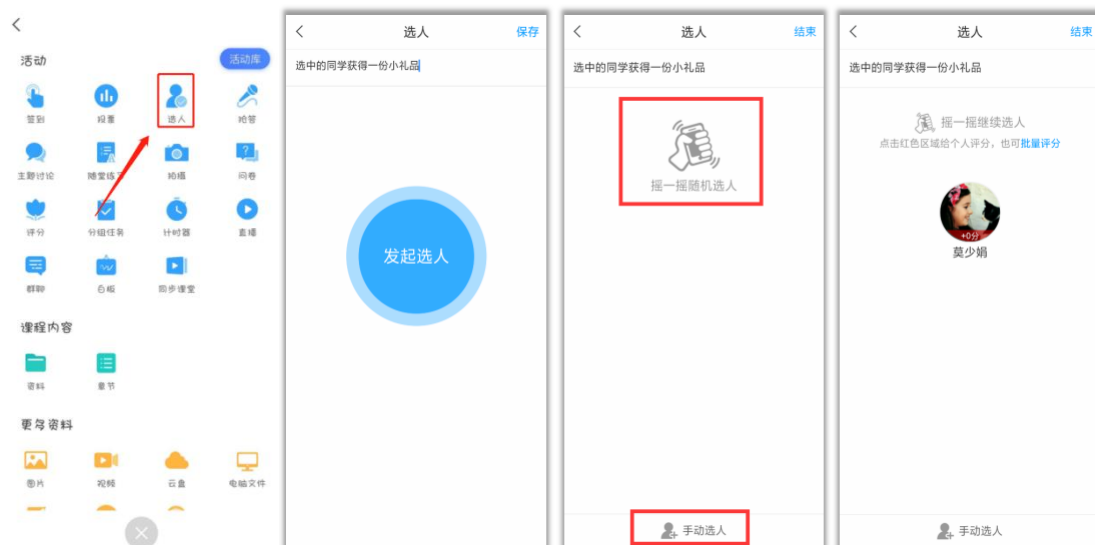 活动
活动库
签到
投票
选人
抢答
主题讨论
随堂练习
拍摄
问卷
评分
分组任务
计时器
直播
群聊
白板
同步课堂
课程内容
资料
章节
更多资料
图片
视频
云盘
电脑文件
选人
保存
选中的同学获得一份小礼品
发起选人
选人
结束
选中的同学获得一份小礼品
摇一摇随机选人
手动选人
选人
结束
选中的同学获得一份小礼品
摇一摇继续选人
点击红色区域给个人评分，也可批量评分
+0分
莫少娟
手动选人